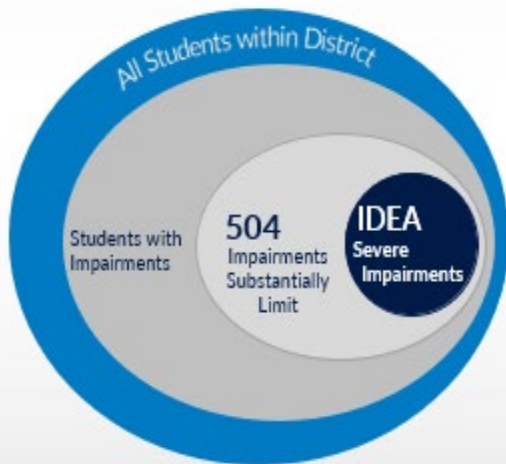 All Students within District
Students with
Impairments
504
Impairments
Substantially
Limit
IDEA
Severe
Impairments